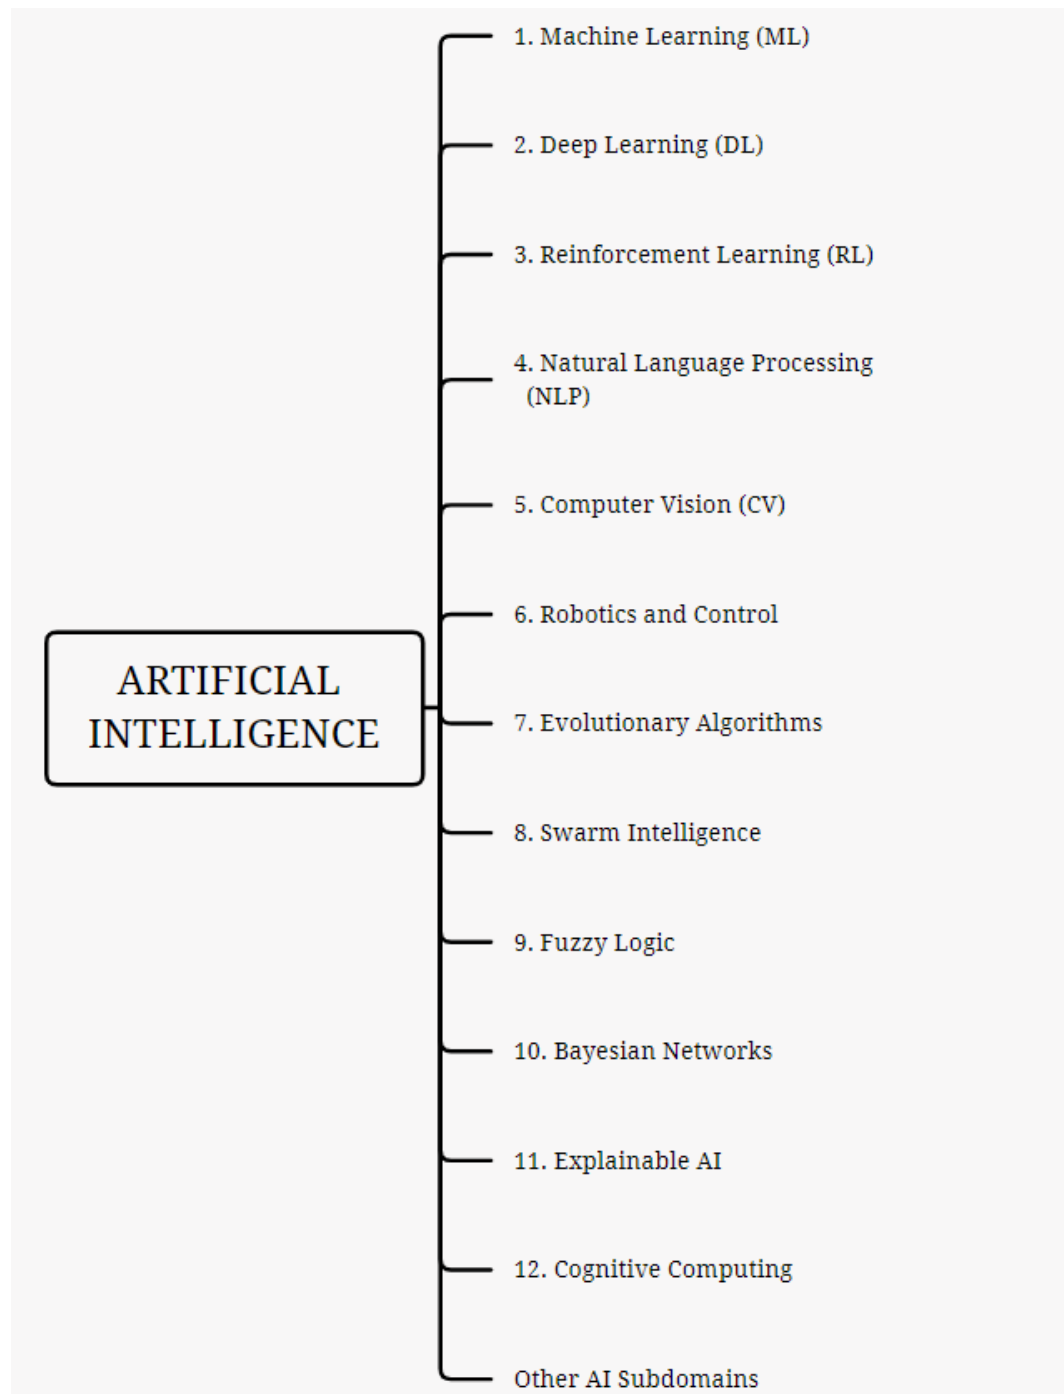 1. Machine Learning (ML)
2. Deep Learning (DL)
3. Reinforcement Learning (RL)
4. Natural Language Processing
(NLP)
5. Computer Vision (CV)
6. Robotics and Control
ARTIFICIAL
INTELLIGENCE
7. Evolutionary Algorithms
8. Swarm Intelligence
9. Fuzzy Logic
10. Bayesian Networks
11. Explainable AI
12. Cognitive Computing
Other AI Subdomains